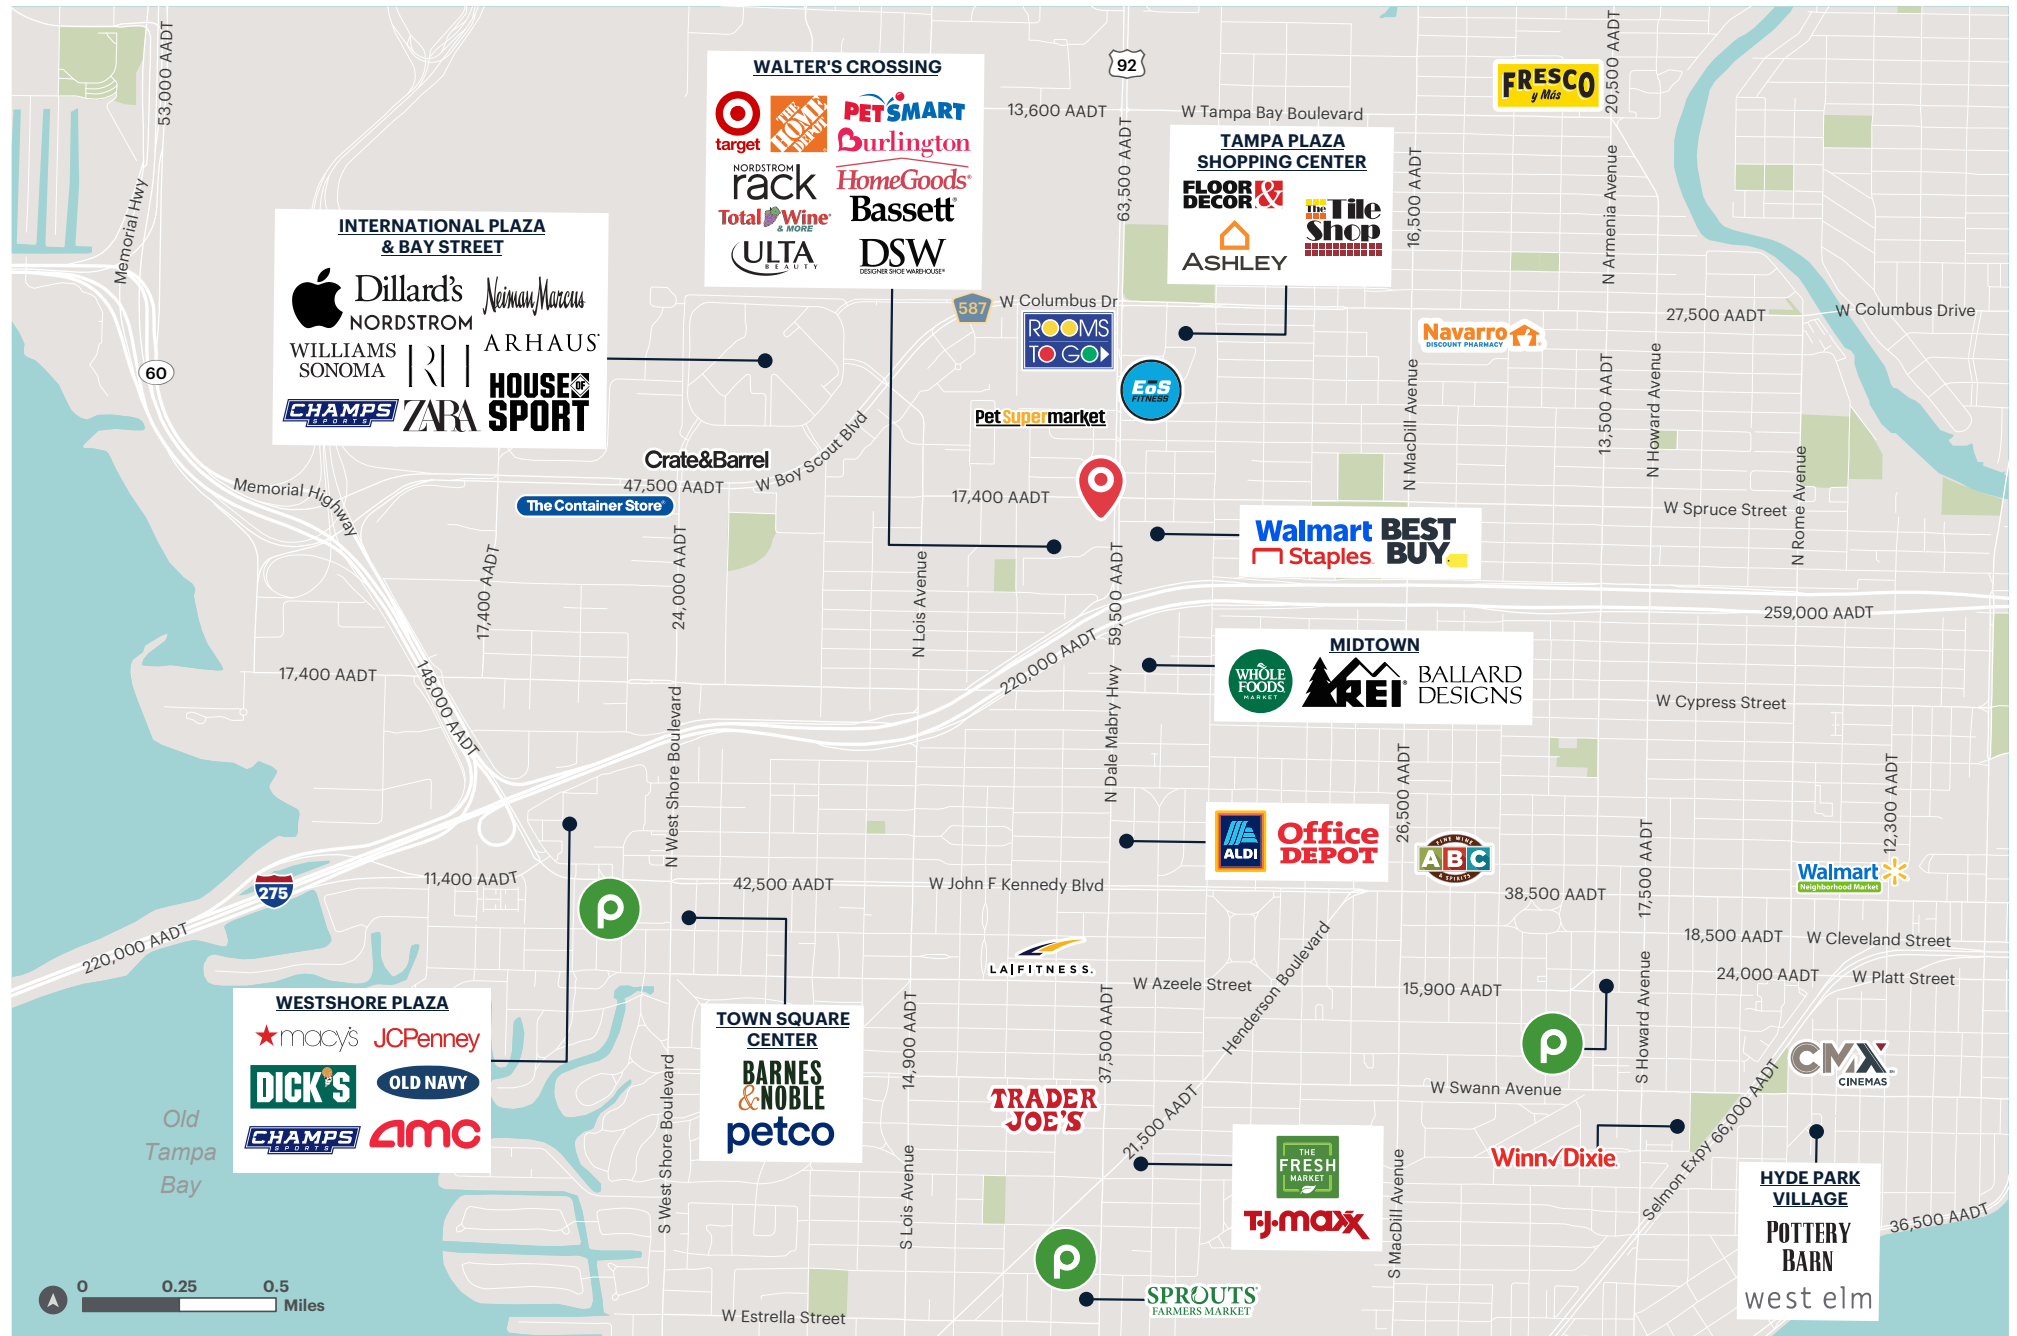 53,000 AADT
Memorial Hwy
60
Memorial Highway
148,000 AADT
INTERNATIONAL PLAZA
& BAY STREET
Dillard's
NORDSTROM
Neiman Marcus
WILLIAMS
SONOMA
RH
ARHAUS
CHAMPS
SPORTS
ZARA
HOUSE OF
SPORT
WALTER'S CROSSING
target
THE
HOME
DEPOT
PETSMART
Burlington
NORDSTROM
rack
HomeGoods
Total Wine
& MORE
Bassett
ULTA
BEAUTY
DSW
DESIGNER SHOE WAREHOUSE
92
13,600 AADT
W Tampa Bay Boulevard
63,500 AADT
TAMPA PLAZA
SHOPPING CENTER
FLOOR &
DECOR
The Tile
Shop
ASHLEY
16,500 AADT
FRESCO
y Más
20,500 AADT
N Armenia Avenue
587
W Columbus Dr
ROOMS
TO GO
EōS
FITNESS
Pet Supermarket
Navarro
DISCOUNT PHARMACY
27,500 AADT
W Columbus Drive
N MacDill Avenue
13,500 AADT
N Howard Avenue
N Rome Avenue
Crate&Barrel
47,500 AADT
W Boy Scout Blvd
The Container Store
17,400 AADT
W Spruce Street
Walmart
Staples
BEST
BUY
17,400 AADT
24,000 AADT
N Lois Avenue
59,500 AADT
220,000 AADT
259,000 AADT
17,400 AADT
N West Shore Boulevard
N Dale Mabry Hwy
MIDTOWN
WHOLE
FOODS
MARKET
REI
BALLARD
DESIGNS
W Cypress Street
26,500 AADT
12,300 AADT
ALDI
Office
DEPOT
FINE WINE
ABC
& SPIRITS
Walmart
Neighborhood Market
17,500 AADT
275
11,400 AADT
42,500 AADT
W John F Kennedy Blvd
38,500 AADT
220,000 AADT
p
LA|FITNESS.
W Azeele Street
Henderson Boulevard
15,900 AADT
18,500 AADT
W Cleveland Street
24,000 AADT
W Platt Street
S Howard Avenue
WESTSHORE PLAZA
macy's
JCPenney
DICK'S
OLD NAVY
CHAMPS
SPORTS
amc
TOWN SQUARE
CENTER
BARNES
&NOBLE
petco
14,900 AADT
37,500 AADT
p
CMX
CINEMAS
W Swann Avenue
TRADER
JOE'S
21,500 AADT
S West Shore Boulevard
S Lois Avenue
Old
Tampa
Bay
THE
FRESH
MARKET
T·J·maxx
S MacDill Avenue
Winn✓Dixie
Selmon Expy
66,000 AADT
HYDE PARK
VILLAGE
POTTERY
BARN
west elm
36,500 AADT
p
SPROUTS
FARMERS MARKET
W Estrella Street
0 0.25 0.5
Miles